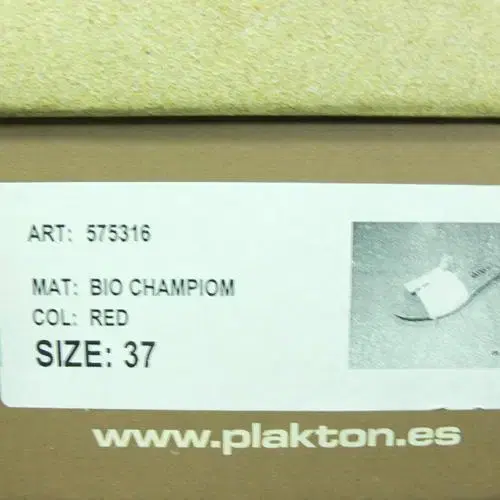 ART: 575316
MAT: BIO CHAMPIOM
COL: RED
SIZE: 37
www.plakton.es